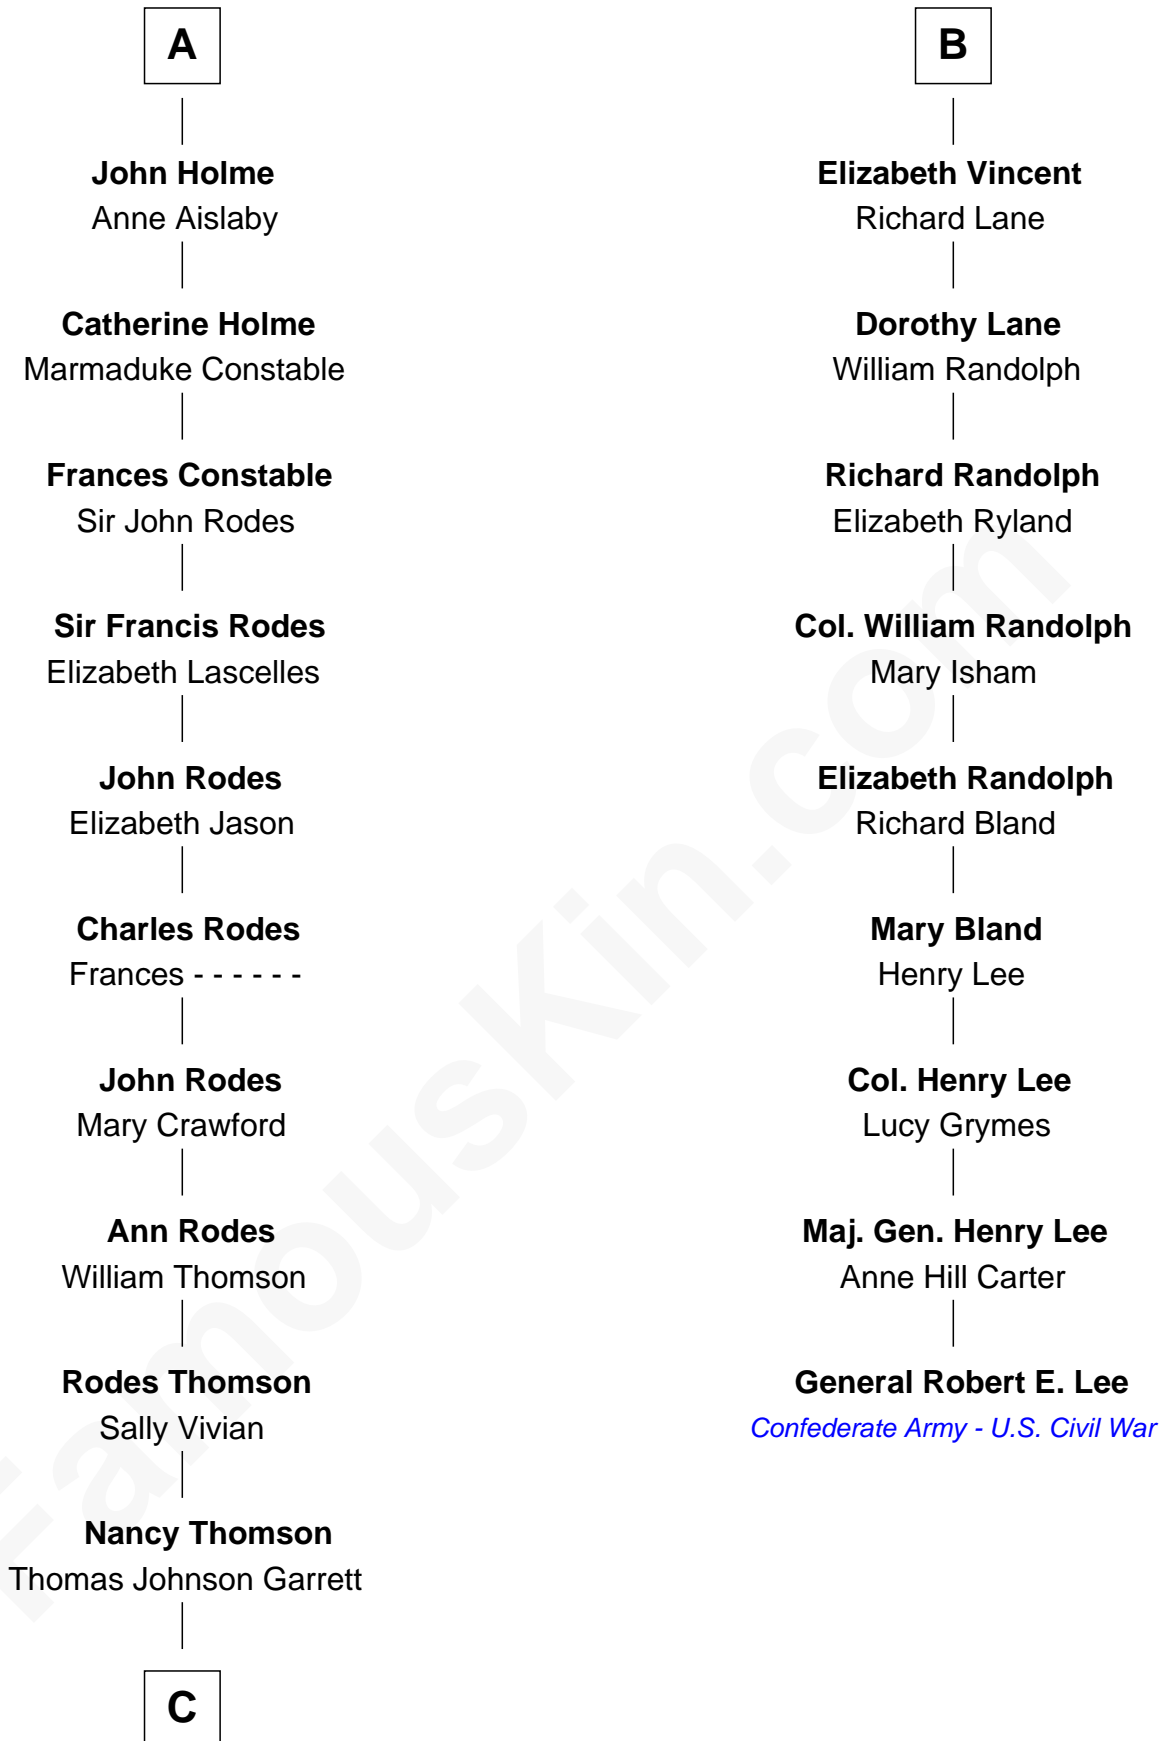 A
John Holme
Anne Aislaby
Catherine Holme
Marmaduke Constable
Frances Constable
Sir John Rodes
Sir Francis Rodes
Elizabeth Lascelles
John Rodes
Elizabeth Jason
Charles Rodes
Frances - - - - - -
John Rodes
Mary Crawford
Ann Rodes
William Thomson
Rodes Thomson
Sally Vivian
Nancy Thomson
Thomas Johnson Garrett
C
B
Elizabeth Vincent
Richard Lane
Dorothy Lane
William Randolph
Richard Randolph
Elizabeth Ryland
Col. William Randolph
Mary Isham
Elizabeth Randolph
Richard Bland
Mary Bland
Henry Lee
Col. Henry Lee
Lucy Grymes
Maj. Gen. Henry Lee
Anne Hill Carter
General Robert E. Lee
Confederate Army - U.S. Civil War
FamousKin.com